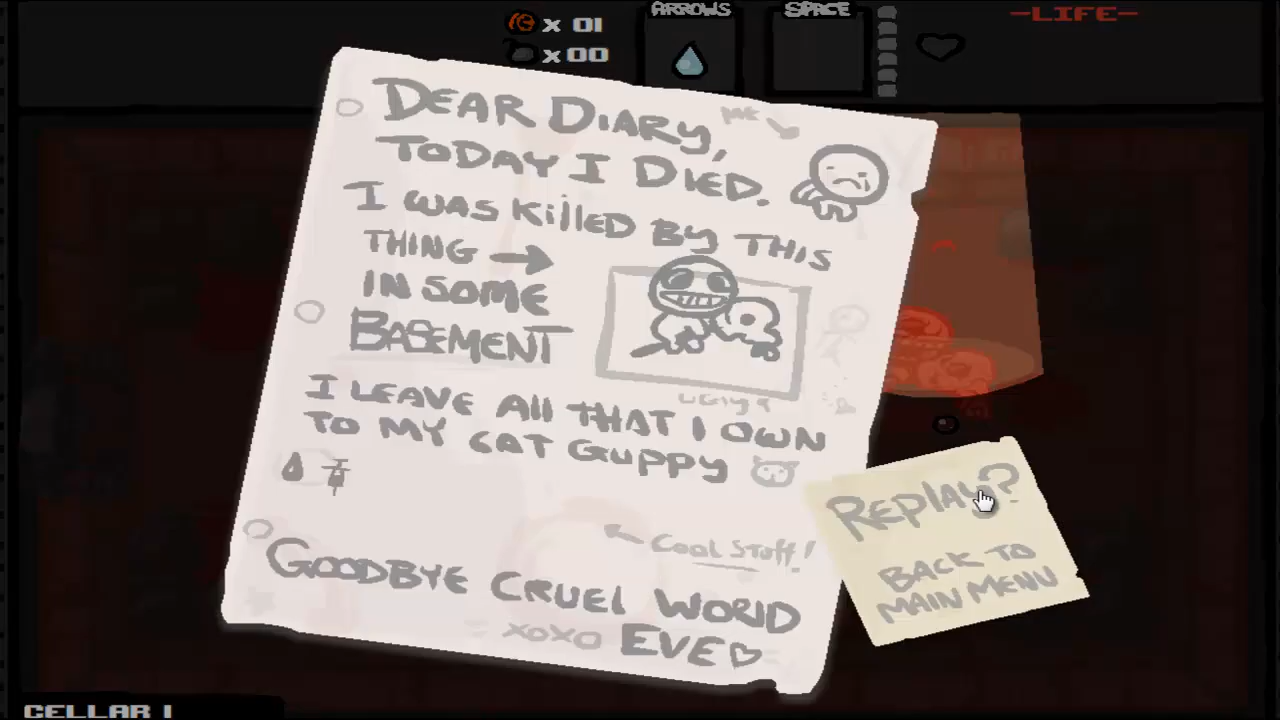 x 01
ARROWS
SPACE
—LIFE—
x 00
ME
DEAR DIARY,
TODAY I DIED.
I WAS KILLED BY THIS
THING
IN SOME
BASEMENT
I LEAVE ALL THAT I OWN
TO MY CAT GUPPY
COOL STUFF!
GOODBYE CRUEL WORLD
XOXO EVE
REPLAY?
BACK TO
MAIN MENU
CELLAR I